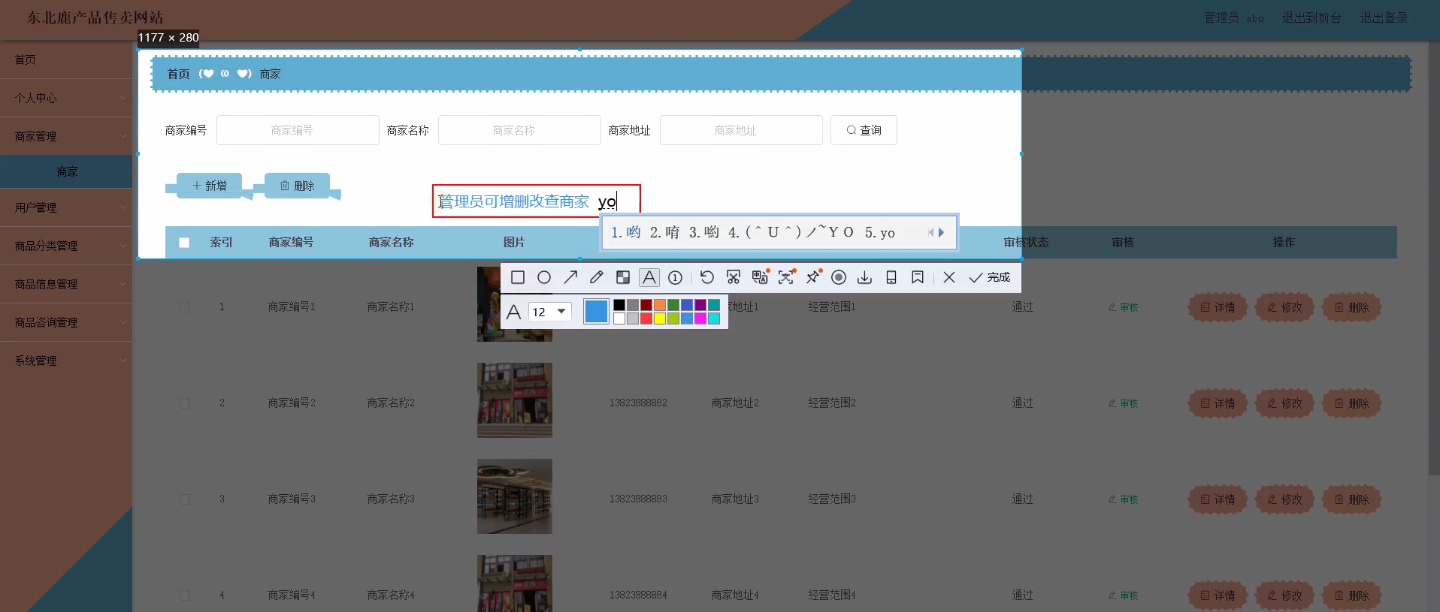 东北鹿产品售卖网站
管理员 abo 退出到前台 退出登录
1177 × 280
首页
个人中心
商家管理
商家
用户管理
商品分类管理
商品信息管理
商品咨询管理
系统管理
首页 (❤ ω ❤) 商家
商家编号 商家编号 商家名称 商家名称 商家地址 商家地址 查询
新增 删除
管理员可增删改查商家 yo
1.哟 2.唷 3.喲 4.(＾Ｕ＾)ノ~ＹＯ 5.yo
索引 商家编号 商家名称 图片 审核状态 审核 操作
完成
A 12
1 商家编号1 商家名称1 家地址1 经营范围1 通过 审核 详情 修改 删除
2 商家编号2 商家名称2 13823888882 商家地址2 经营范围2 通过 审核 详情 修改 删除
3 商家编号3 商家名称3 13823888883 商家地址3 经营范围3 通过 审核 详情 修改 删除
4 商家编号4 商家名称4 13823888884 商家地址4 经营范围4 通过 审核 详情 修改 删除